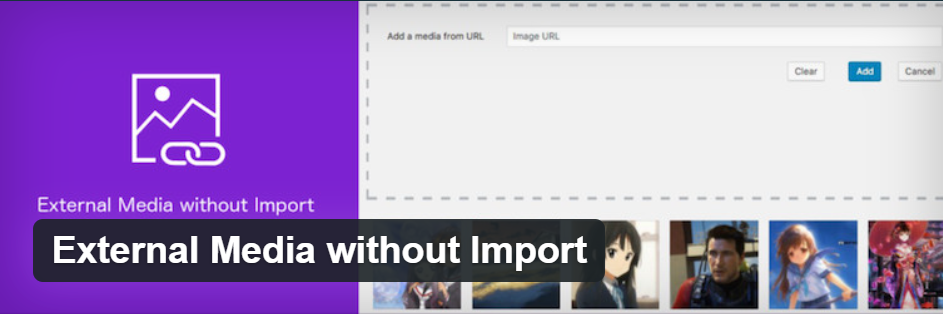 Add a media from URL Image URL
Clear Add Cancel
External Media without Import
External Media without Import